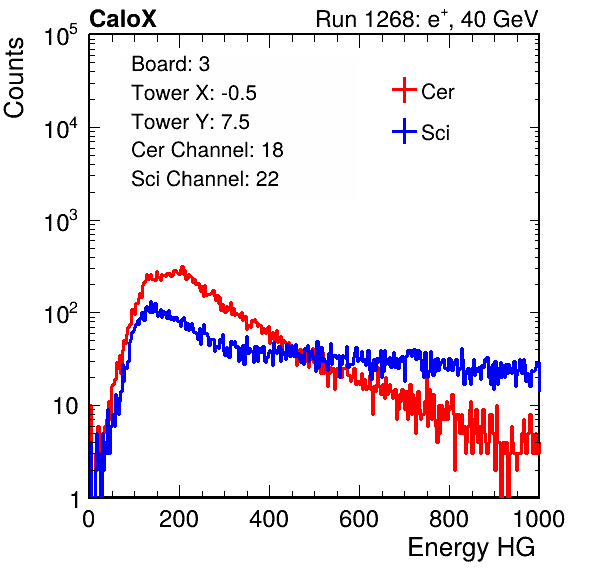 CaloX Run 1268: e⁺, 40 GeV
Counts
Board: 3
Tower X: -0.5
Tower Y: 7.5
Cer Channel: 18
Sci Channel: 22
Cer
Sci
10⁵
10⁴
10³
10²
10
1
0 200 400 600 800 1000
Energy HG